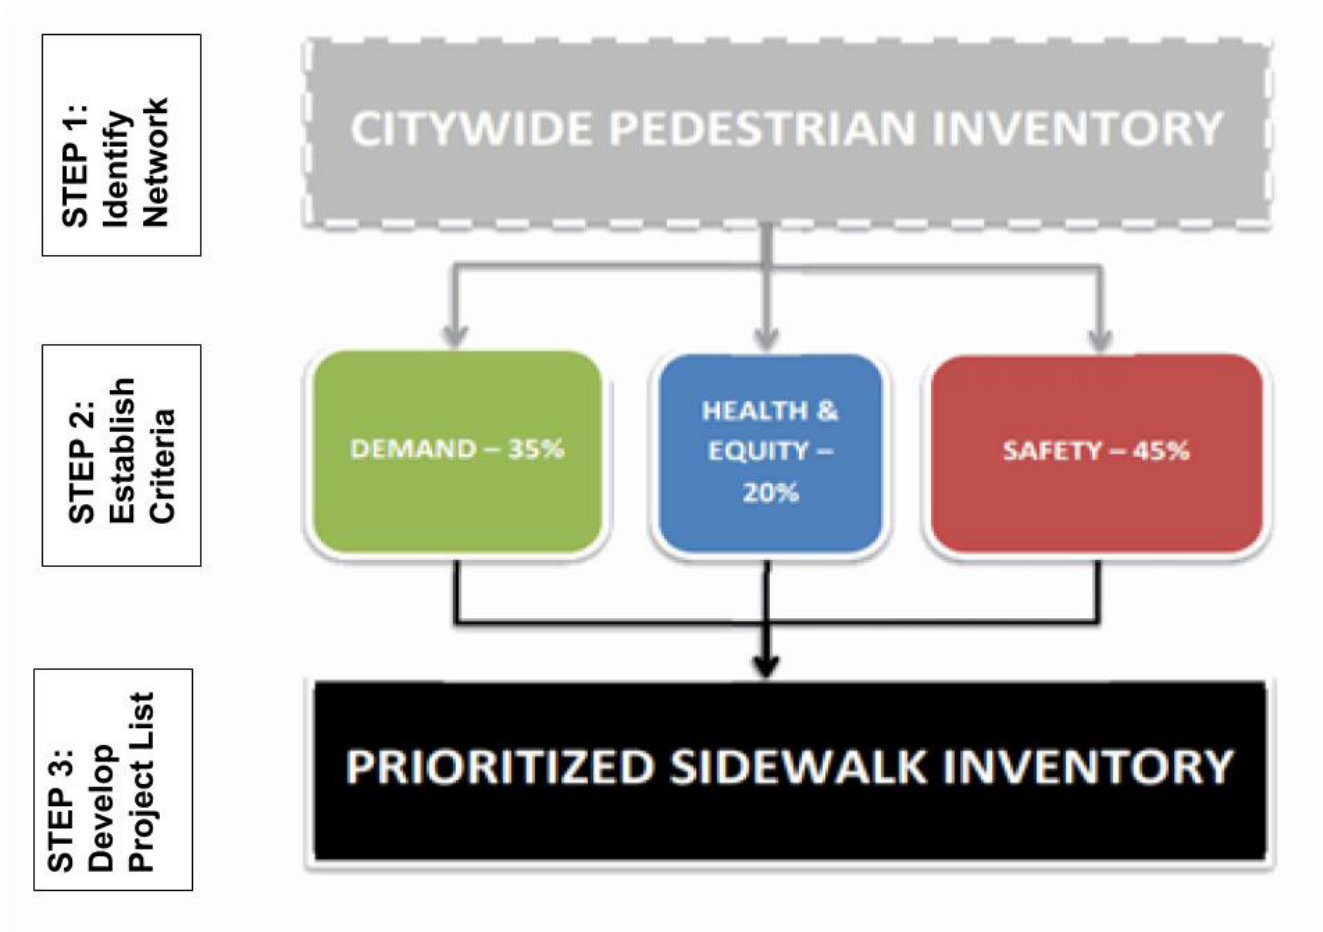 STEP 1:
Identify
Network
CITYWIDE PEDESTRIAN INVENTORY
STEP 2:
Establish
Criteria
DEMAND – 35%
HEALTH &
EQUITY –
20%
SAFETY – 45%
STEP 3:
Develop
Project List
PRIORITIZED SIDEWALK INVENTORY